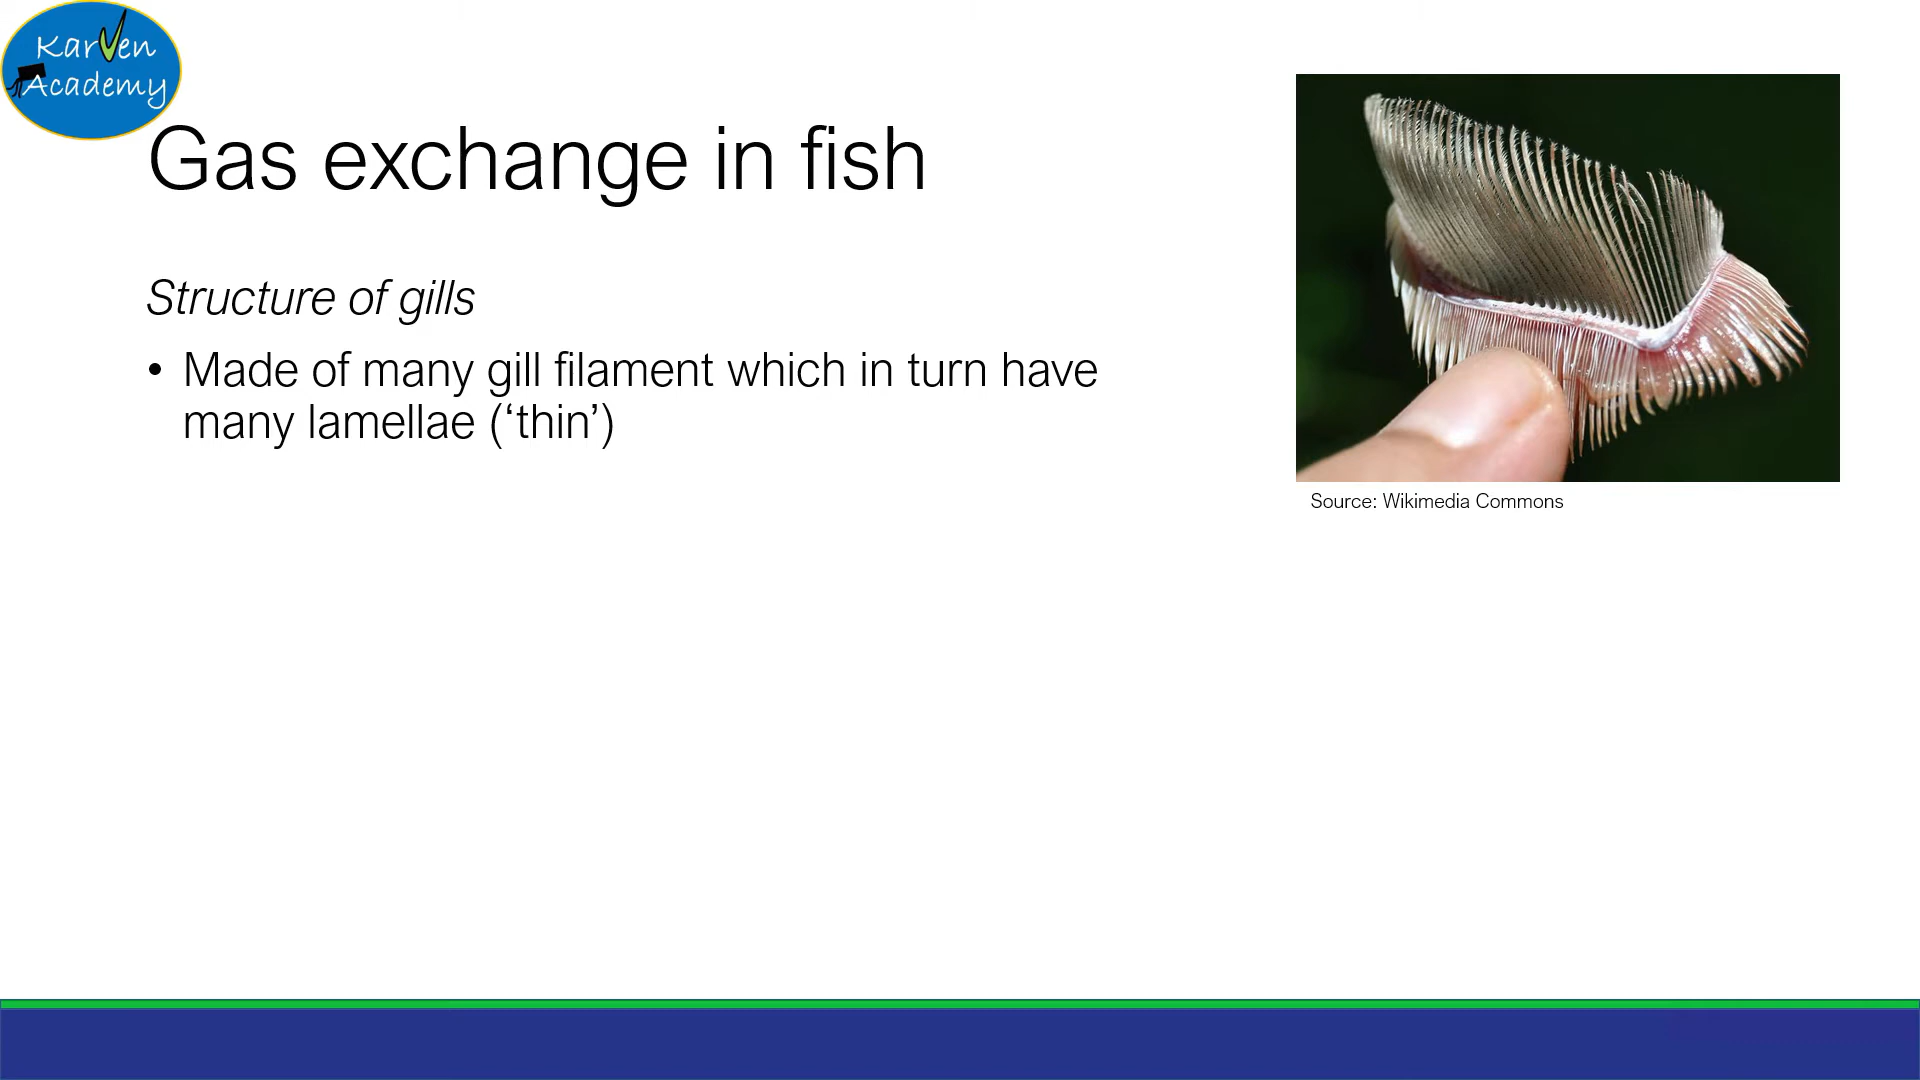 Karven
Academy
Gas exchange in fish
Structure of gills
• Made of many gill filament which in turn have
many lamellae (‘thin’)
Source: Wikimedia Commons